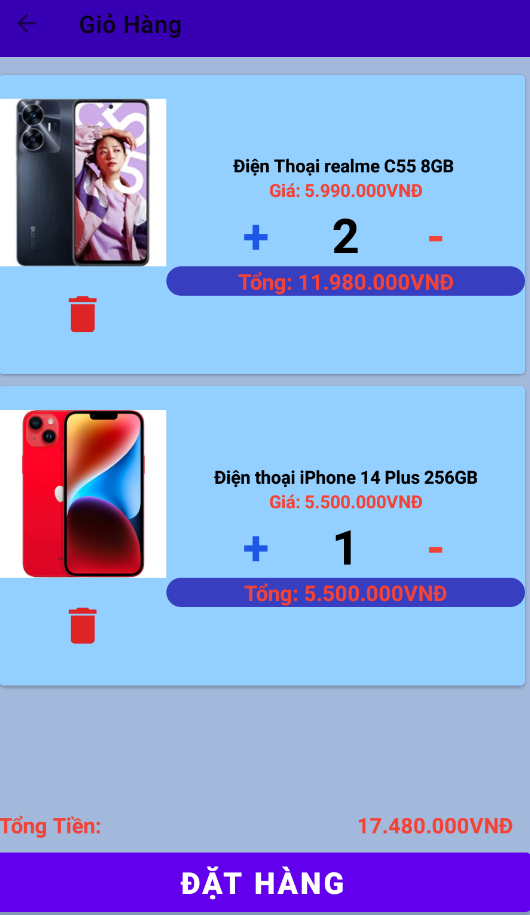 Giỏ Hàng
Điện Thoại realme C55 8GB
Giá: 5.990.000VNĐ
+ 2 -
Tổng: 11.980.000VNĐ
Điện thoại iPhone 14 Plus 256GB
Giá: 5.500.000VNĐ
+ 1 -
Tổng: 5.500.000VNĐ
Tổng Tiền: 17.480.000VNĐ
ĐẶT HÀNG